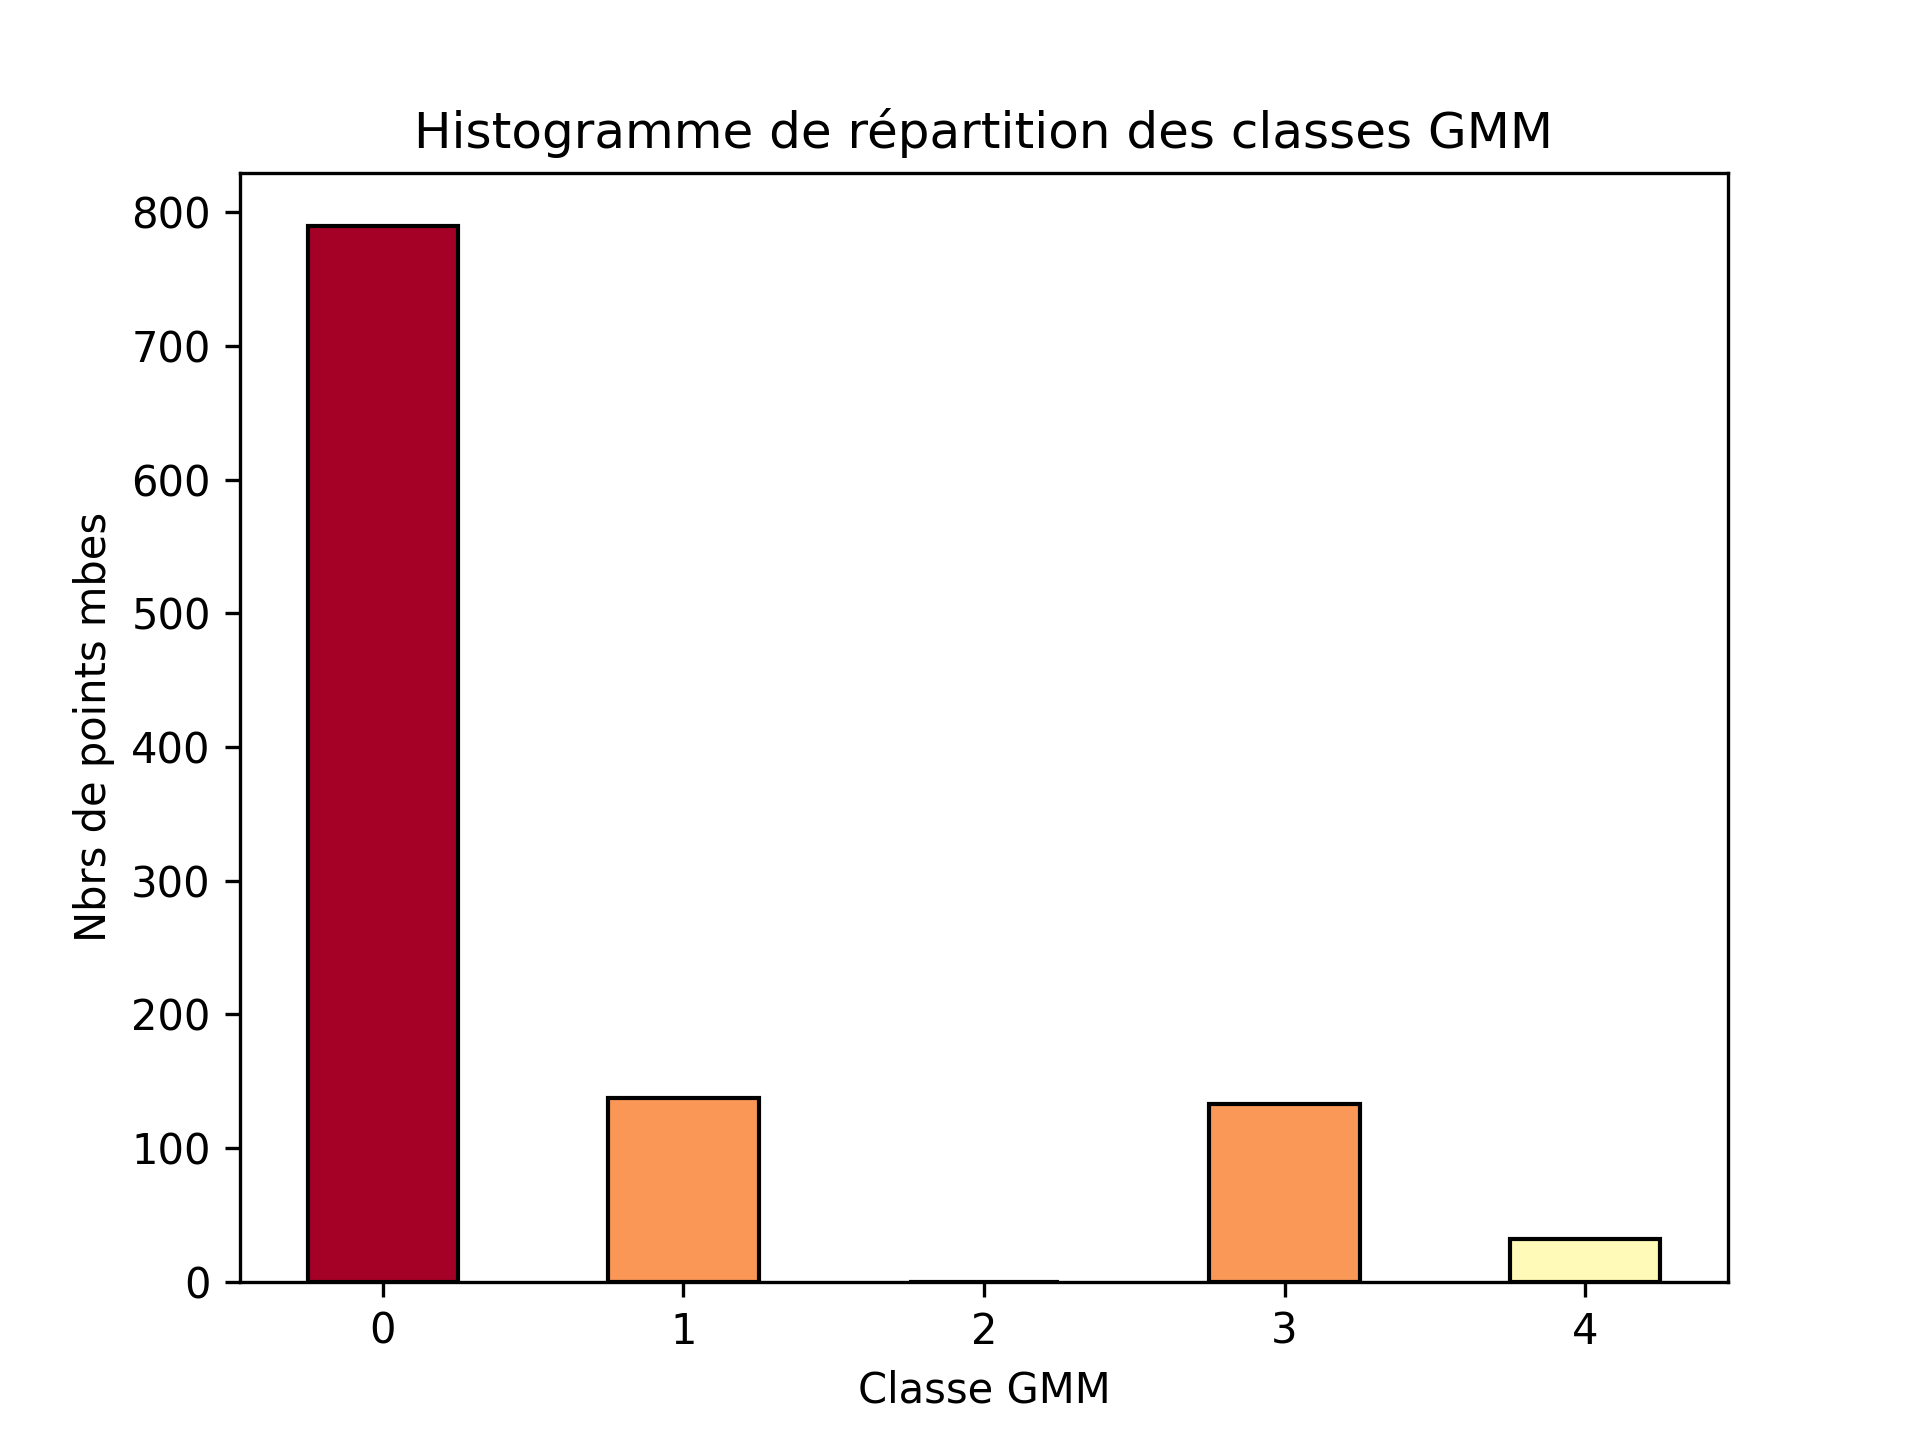 Histogramme de répartition des classes GMM
Nbrs de points mbes
800
700
600
500
400
300
200
100
0
0 1 2 3 4
Classe GMM